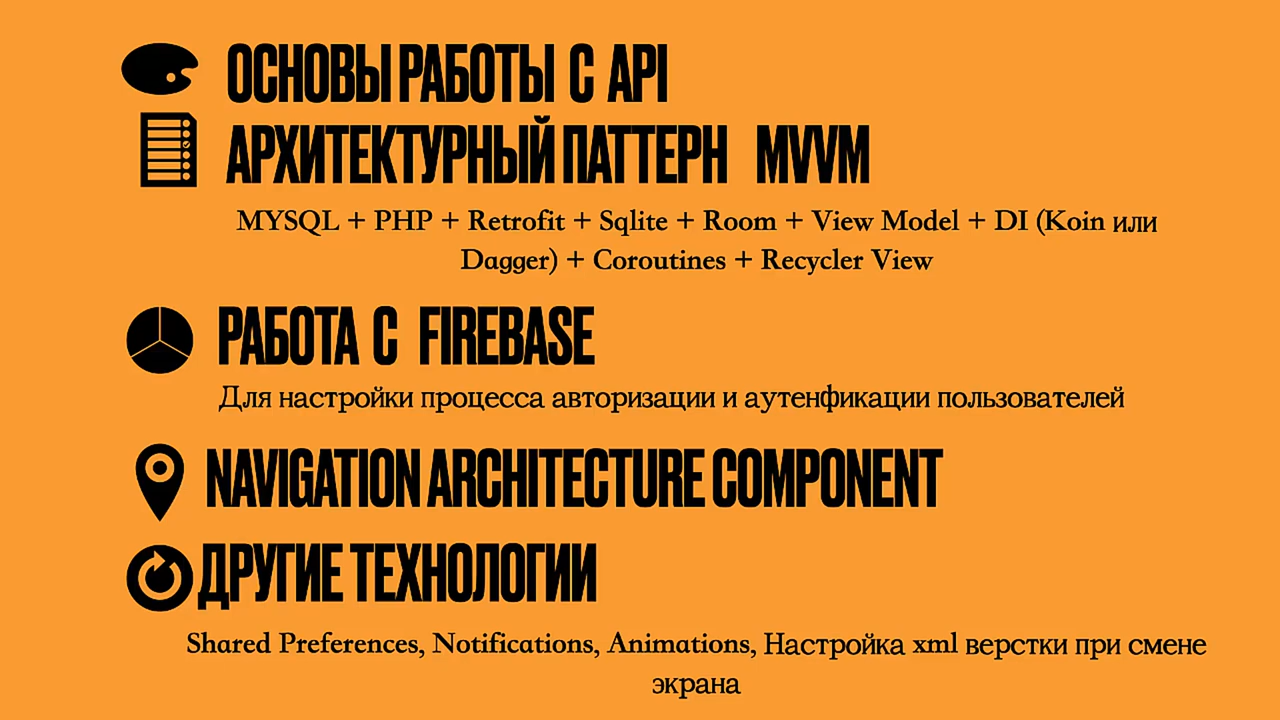 ОСНОВЫ РАБОТЫ С API
АРХИТЕКТУРНЫЙ ПАТТЕРН MVVM
MYSQL + PHP + Retrofit + Sqlite + Room + View Model + DI (Koin или
Dagger) + Coroutines + Recycler View
РАБОТА С FIREBASE
Для настройки процесса авторизации и аутенфикации пользователей
NAVIGATION ARCHITECTURE COMPONENT
ДРУГИЕ ТЕХНОЛОГИИ
Shared Preferences, Notifications, Animations, Настройка xml верстки при смене
экрана